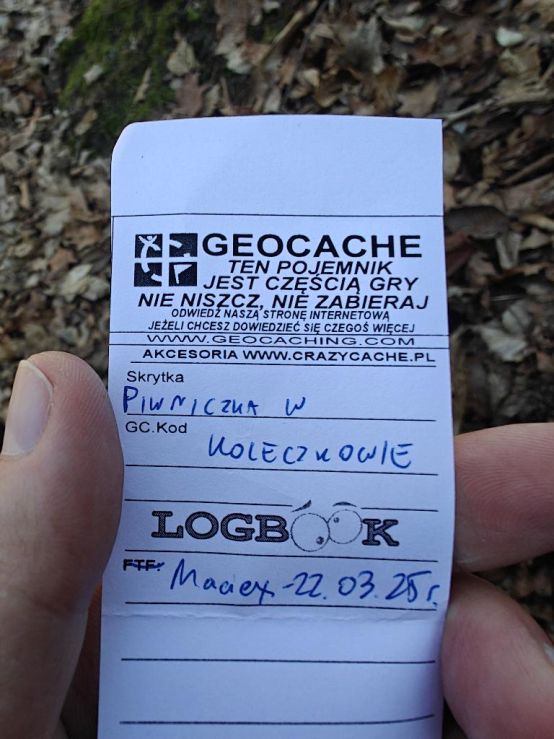 GEOCACHE
TEN POJEMNIK
JEST CZĘŚCIĄ GRY
NIE NISZCZ, NIE ZABIERAJ
ODWIEDŹ NASZĄ STRONĘ INTERNETOWĄ
JEŻELI CHCESZ DOWIEDZIEĆ SIĘ CZEGOŚ WIĘCEJ
WWW.GEOCACHING.COM
AKCESORIA WWW.CRAZYCACHE.PL
Skrytka
PIWNICZKA W
GC.Kod
KOLECZKOWIE
LOGBOOK
FTF:
Maciex -22.03.25r.